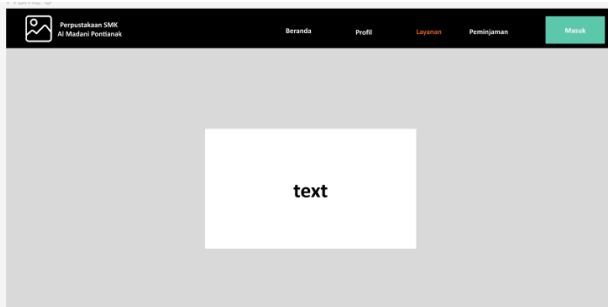 Perpustakaan SMK
Al Madani Pontianak
Beranda
Profil
Layanan
Peminjaman
Masuk
text